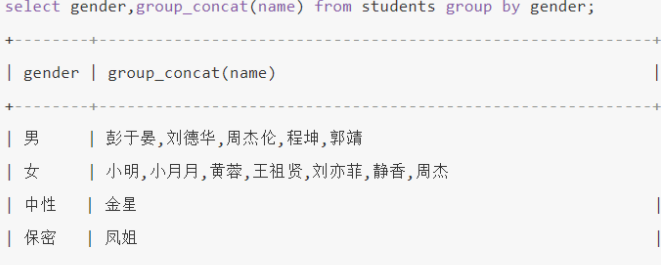 select gender,group_concat(name) from students group by gender;
+--------+-----------------------------------------------------------+
| gender | group_concat(name) |
+--------+-----------------------------------------------------------+
| 男 | 彭于晏,刘德华,周杰伦,程坤,郭靖
| 女 | 小明,小月月,黄蓉,王祖贤,刘亦菲,静香,周杰
| 中性 | 金星 |
| 保密 | 凤姐 |